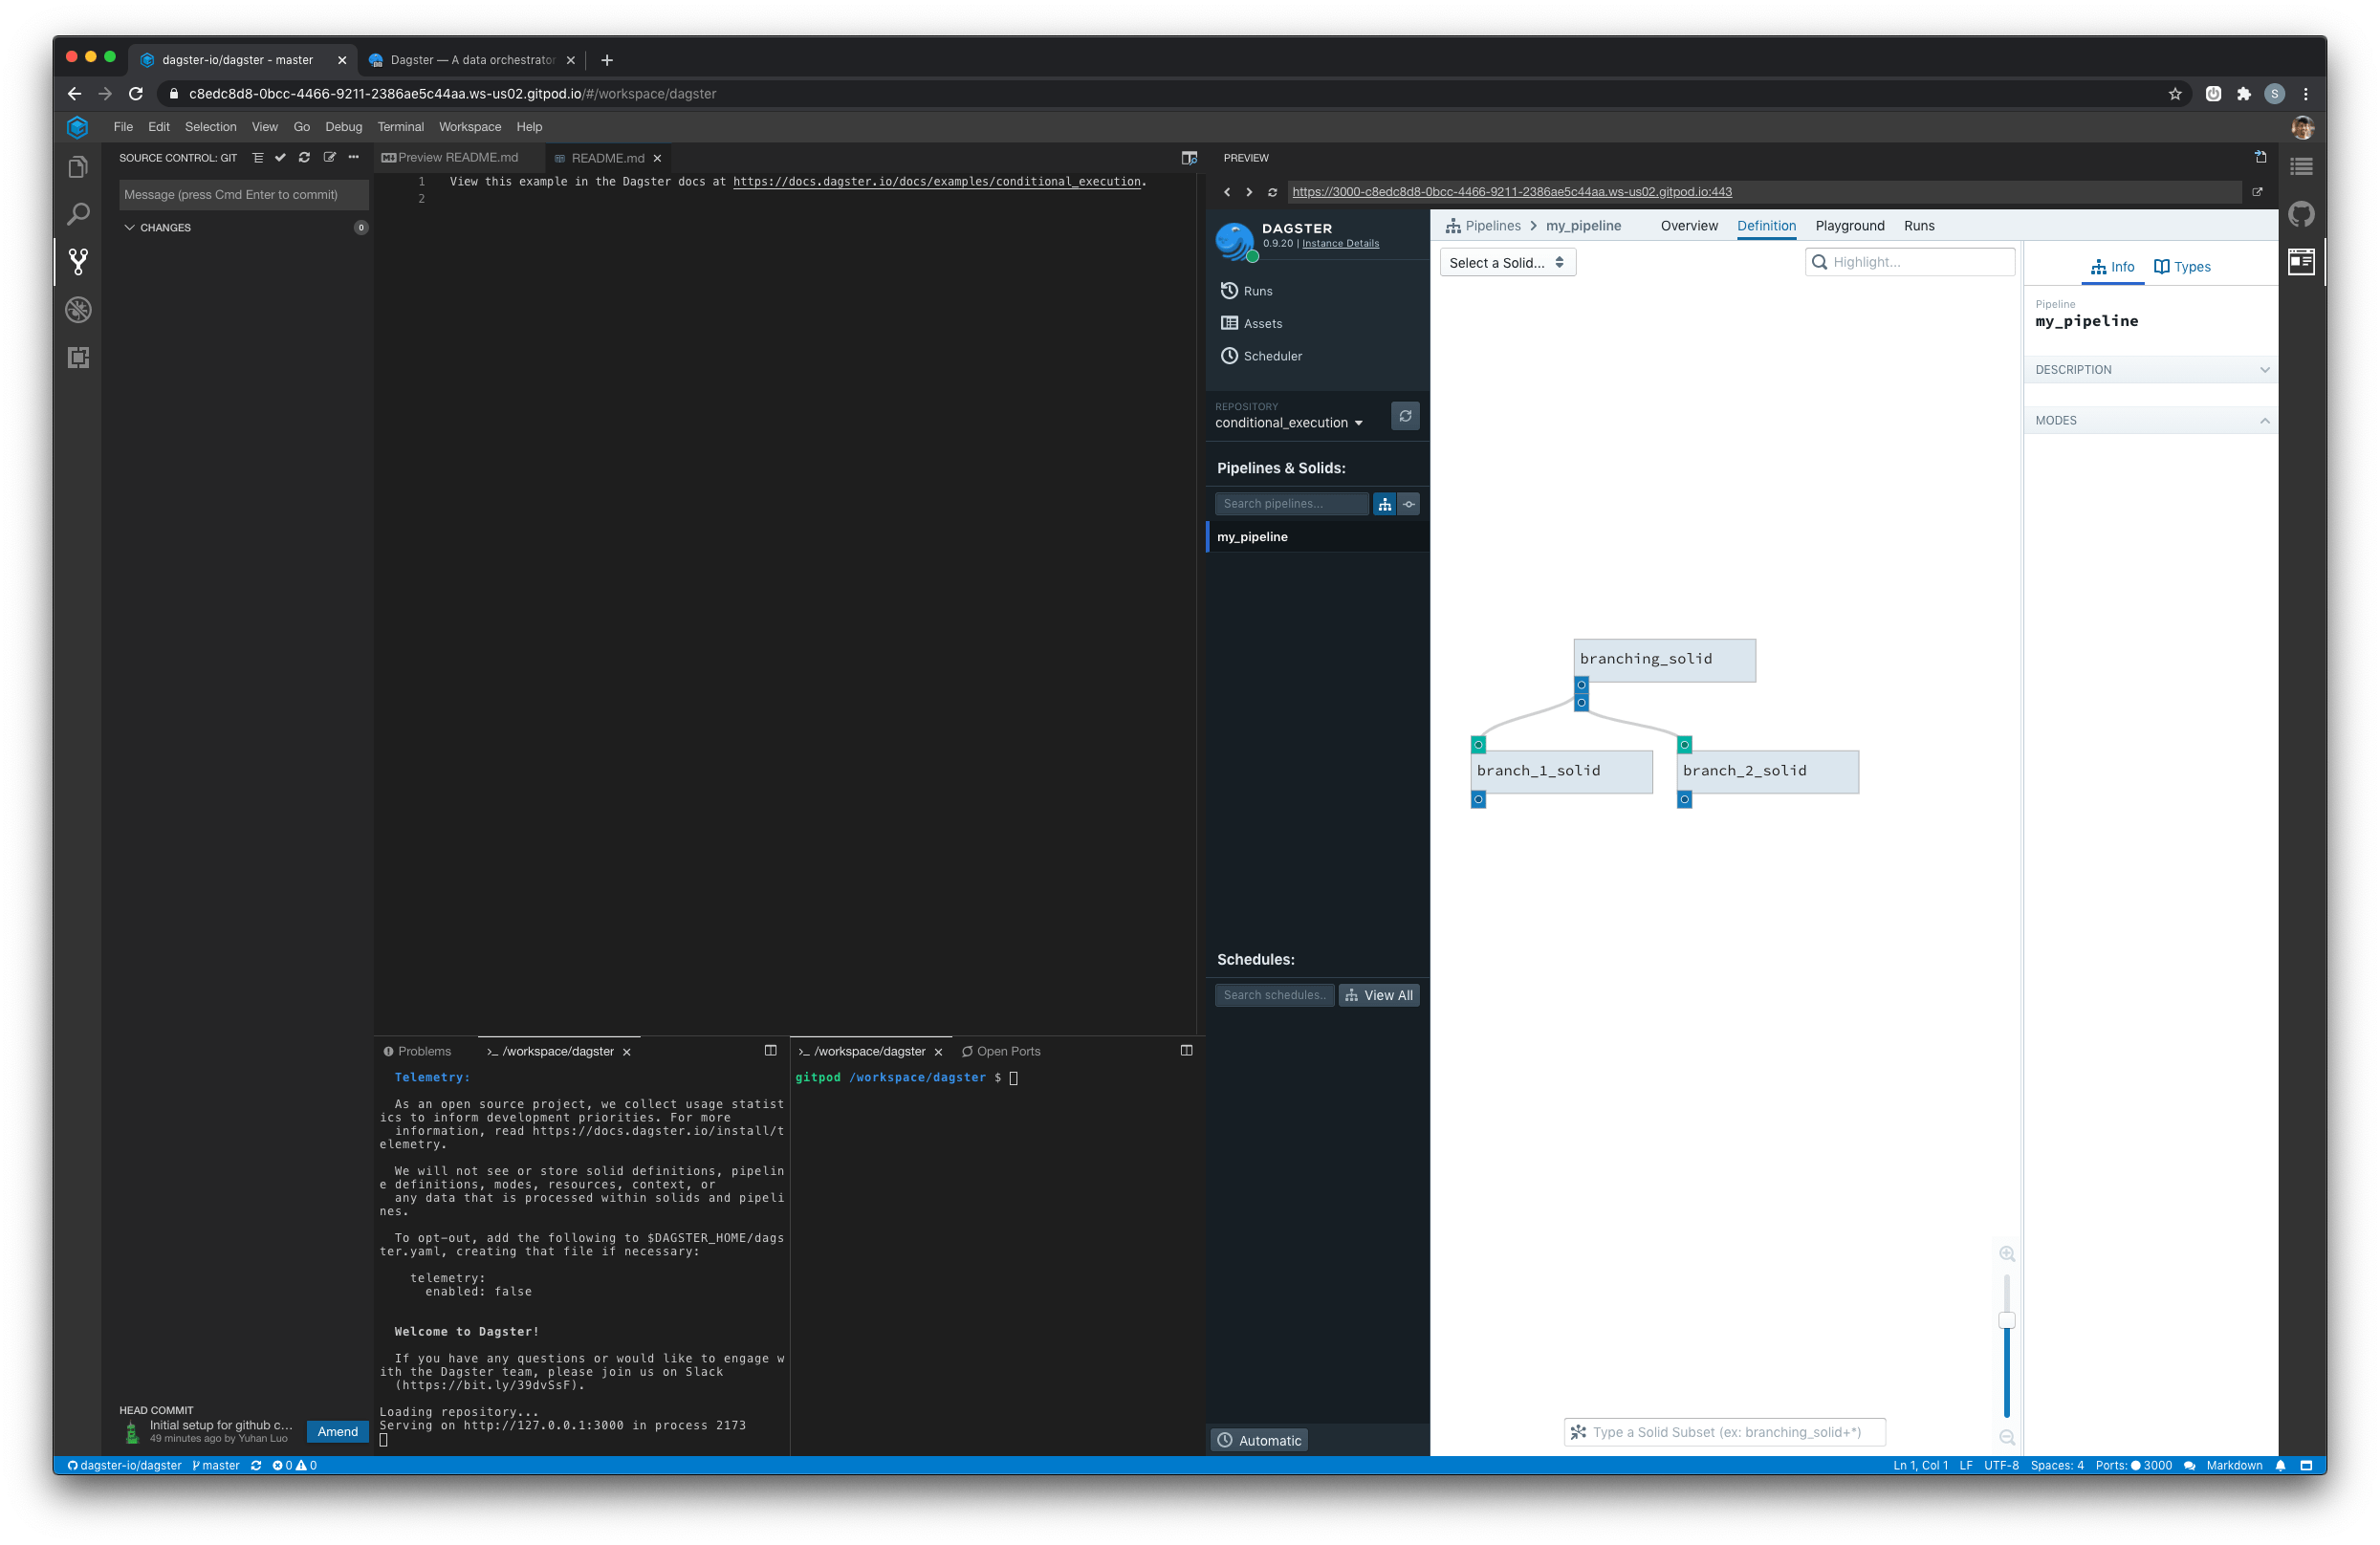 dagster-io/dagster - master
Dagster — A data orchestrator
c8edc8d8-0bcc-4466-9211-2386ae5c44aa.ws-us02.gitpod.io/#/workspace/dagster
S
File Edit Selection View Go Debug Terminal Workspace Help
SOURCE CONTROL: GIT
Message (press Cmd Enter to commit)
CHANGES 0
Preview README.md
README.md
1 View this example in the Dagster docs at https://docs.dagster.io/docs/examples/conditional_execution.
2
PREVIEW
https://3000-c8edc8d8-0bcc-4466-9211-2386ae5c44aa.ws-us02.gitpod.io:443
DAGSTER
0.9.20 | Instance Details
Runs
Assets
Scheduler
REPOSITORY
conditional_execution
Pipelines & Solids:
Search pipelines...
my_pipeline
Schedules:
Search schedules..
View All
Automatic
Pipelines > my_pipeline
Overview Definition Playground Runs
Select a Solid...
Highlight...
branching_solid
branch_1_solid
branch_2_solid
Type a Solid Subset (ex: branching_solid+*)
Info Types
Pipeline
my_pipeline
DESCRIPTION
MODES
Problems
>_ /workspace/dagster
Telemetry:
As an open source project, we collect usage statist
ics to inform development priorities. For more
information, read https://docs.dagster.io/install/t
elemetry.
We will not see or store solid definitions, pipelin
e definitions, modes, resources, context, or
any data that is processed within solids and pipeli
nes.
To opt-out, add the following to $DAGSTER_HOME/dags
ter.yaml, creating that file if necessary:
telemetry:
enabled: false
Welcome to Dagster!
If you have any questions or would like to engage w
ith the Dagster team, please join us on Slack
(https://bit.ly/39dvSsF).
Loading repository...
Serving on http://127.0.0.1:3000 in process 2173
>_ /workspace/dagster
Open Ports
gitpod /workspace/dagster $
HEAD COMMIT
Initial setup for github c...
49 minutes ago by Yuhan Luo
Amend
dagster-io/dagster master 0 0
Ln 1, Col 1 LF UTF-8 Spaces: 4 Ports: 3000 Markdown